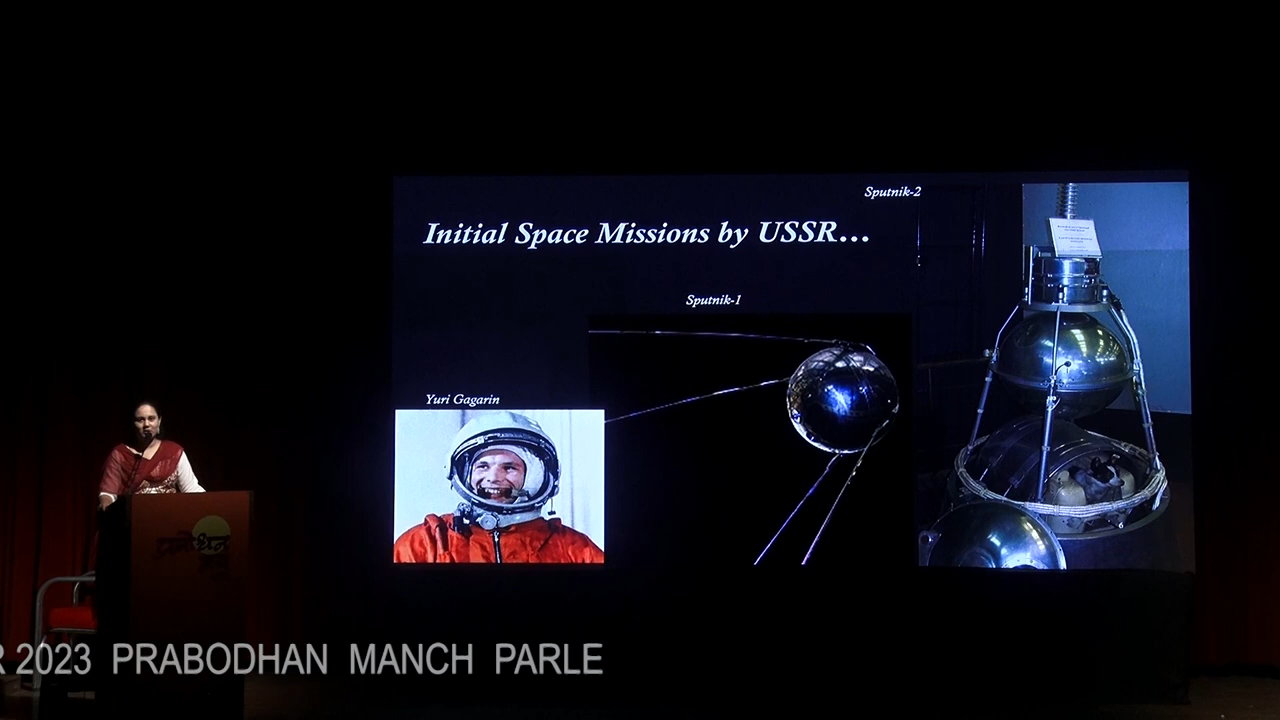 Sputnik-2
Initial Space Missions by USSR...
Sputnik-1
Yuri Gagarin
R 2023 PRABODHAN MANCH PARLE